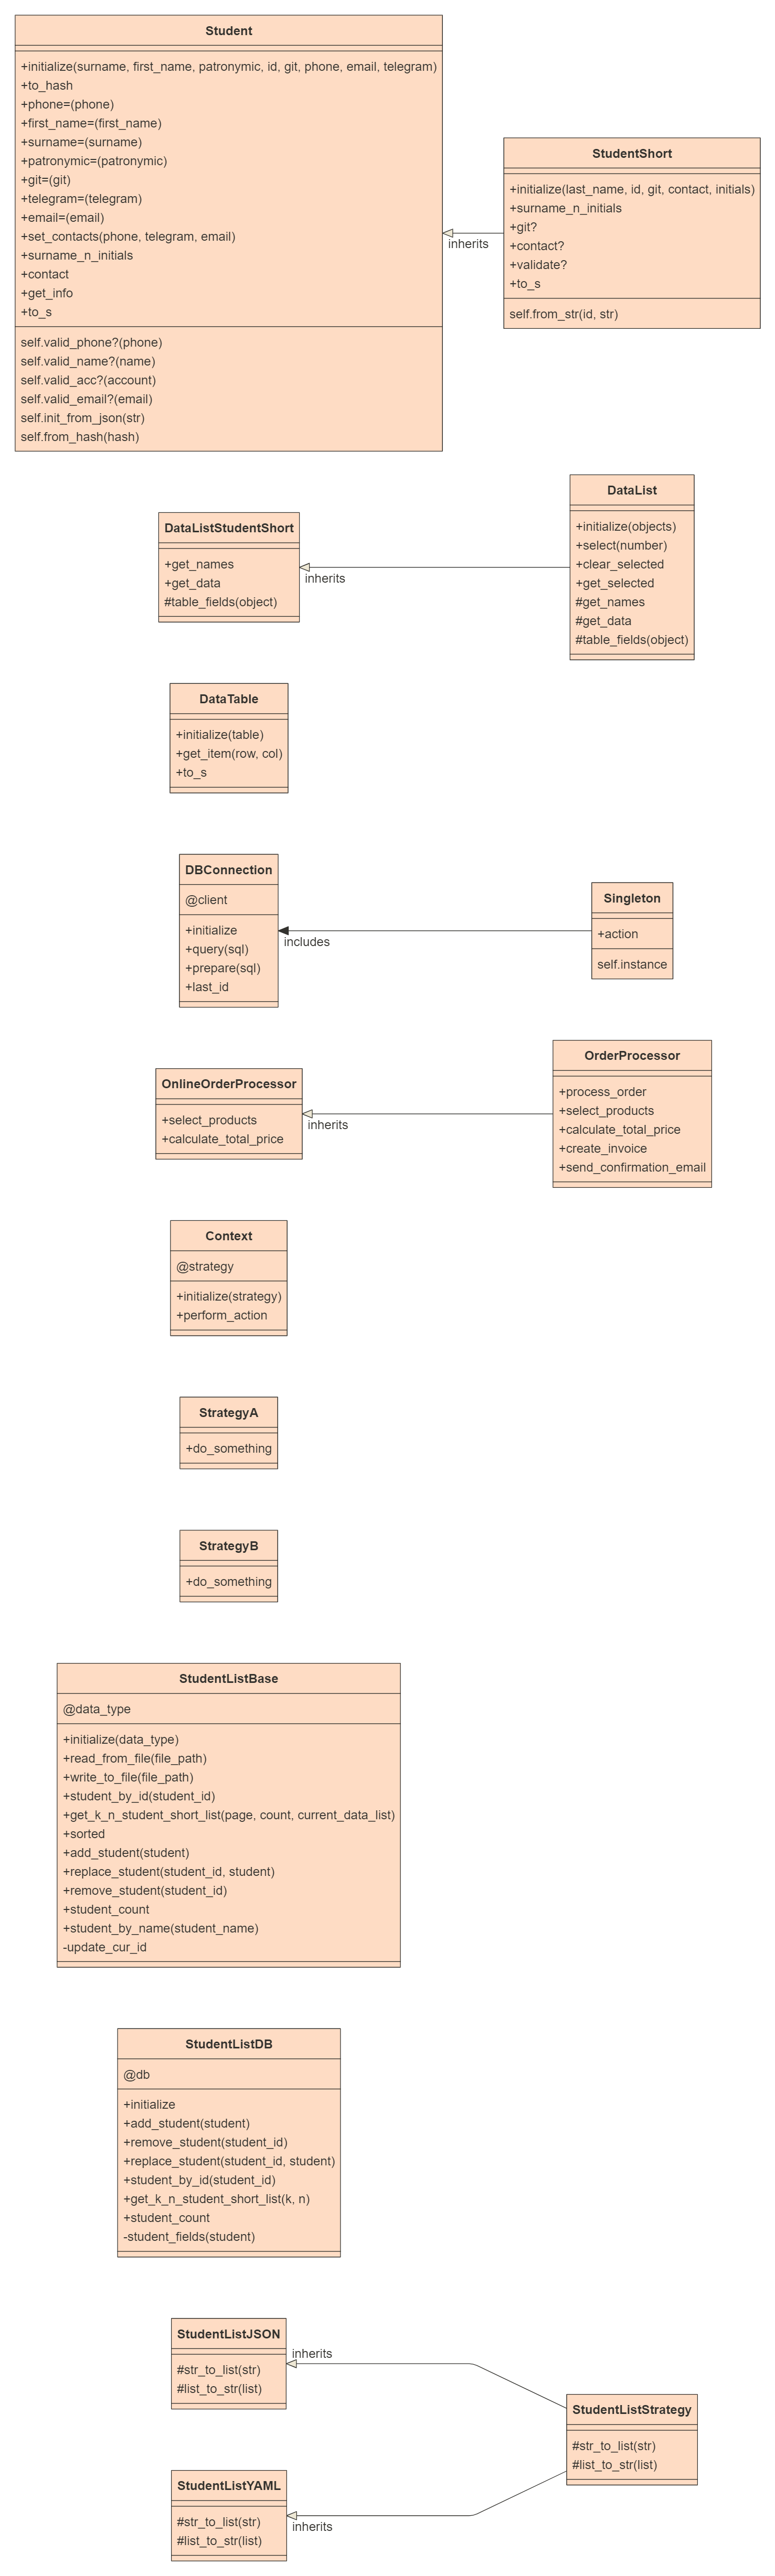 Student
+initialize(surname, first_name, patronymic, id, git, phone, email, telegram)
+to_hash
+phone=(phone)
+first_name=(first_name)
+surname=(surname)
+patronymic=(patronymic)
+git=(git)
+telegram=(telegram)
+email=(email)
+set_contacts(phone, telegram, email)
+surname_n_initials
+contact
+get_info
+to_s
self.valid_phone?(phone)
self.valid_name?(name)
self.valid_acc?(account)
self.valid_email?(email)
self.init_from_json(str)
self.from_hash(hash)
inherits
StudentShort
+initialize(last_name, id, git, contact, initials)
+surname_n_initials
+git?
+contact?
+validate?
+to_s
self.from_str(id, str)
DataListStudentShort
+get_names
+get_data
#table_fields(object)
inherits
DataList
+initialize(objects)
+select(number)
+clear_selected
+get_selected
#get_names
#get_data
#table_fields(object)
DataTable
+initialize(table)
+get_item(row, col)
+to_s
DBConnection
@client
+initialize
+query(sql)
+prepare(sql)
+last_id
includes
Singleton
+action
self.instance
OnlineOrderProcessor
+select_products
+calculate_total_price
inherits
OrderProcessor
+process_order
+select_products
+calculate_total_price
+create_invoice
+send_confirmation_email
Context
@strategy
+initialize(strategy)
+perform_action
StrategyA
+do_something
StrategyB
+do_something
StudentListBase
@data_type
+initialize(data_type)
+read_from_file(file_path)
+write_to_file(file_path)
+student_by_id(student_id)
+get_k_n_student_short_list(page, count, current_data_list)
+sorted
+add_student(student)
+replace_student(student_id, student)
+remove_student(student_id)
+student_count
+student_by_name(student_name)
-update_cur_id
StudentListDB
@db
+initialize
+add_student(student)
+remove_student(student_id)
+replace_student(student_id, student)
+student_by_id(student_id)
+get_k_n_student_short_list(k, n)
+student_count
-student_fields(student)
StudentListJSON
#str_to_list(str)
#list_to_str(list)
inherits
StudentListStrategy
#str_to_list(str)
#list_to_str(list)
StudentListYAML
#str_to_list(str)
#list_to_str(list)
inherits